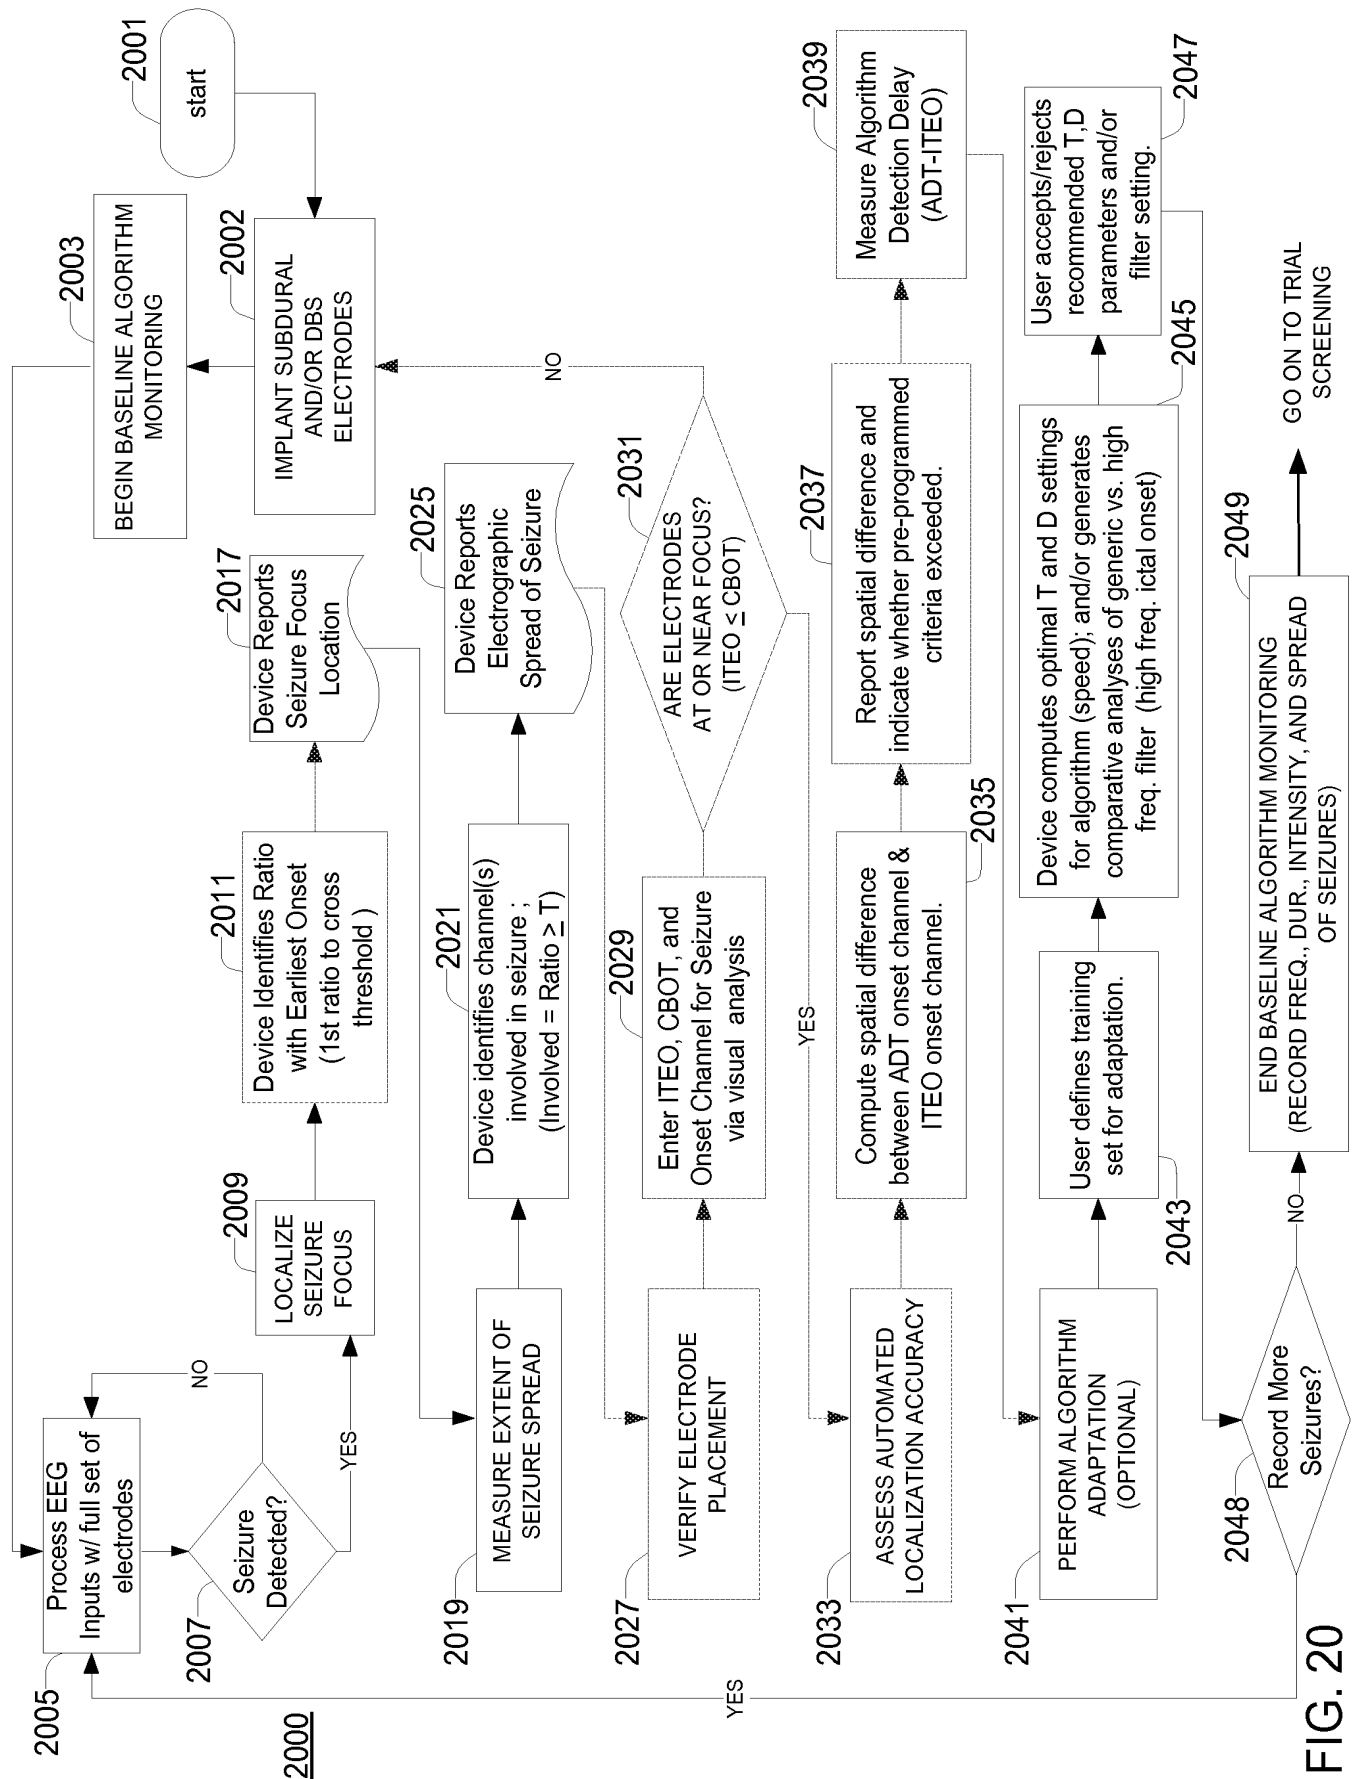 2000
2001
start
2002
IMPLANT SUBDURAL
AND/OR DBS
ELECTRODES
2003
BEGIN BASELINE ALGORITHM
MONITORING
2005
Process EEG
Inputs w/ full set of
electrodes
2007
Seizure
Detected?
NO
YES
2009
LOCALIZE
SEIZURE
FOCUS
2011
Device Identifies Ratio
with Earliest Onset
(1st ratio to cross
threshold )
2017
Device Reports
Seizure Focus
Location
2019
MEASURE EXTENT OF
SEIZURE SPREAD
2021
Device identifies channel(s)
involved in seizure ;
(Involved = Ratio ≥ T)
2025
Device Reports
Electrographic
Spread of Seizure
2027
VERIFY ELECTRODE
PLACEMENT
2029
Enter ITEO, CBOT, and
Onset Channel for Seizure
via visual analysis
2031
ARE ELECTRODES
AT OR NEAR FOCUS?
(ITEO ≤ CBOT)
NO
YES
2033
ASSESS AUTOMATED
LOCALIZATION ACCURACY
2035
Compute spatial difference
between ADT onset channel &
ITEO onset channel.
2037
Report spatial difference and
indicate whether pre-programmed
criteria exceeded.
2039
Measure Algorithm
Detection Delay
(ADT-ITEO)
2041
PERFORM ALGORITHM
ADAPTATION
(OPTIONAL)
2043
User defines training
set for adaptation.
2045
Device computes optimal T and D settings
for algorithm (speed); and/or generates
comparative analyses of generic vs. high
freq. filter (high freq. ictal onset)
2047
User accepts/rejects
recommended T,D
parameters and/or
filter setting.
2048
Record More
Seizures?
YES
NO
2049
END BASELINE ALGORITHM MONITORING
(RECORD FREQ., DUR., INTENSITY, AND SPREAD
OF SEIZURES)
GO ON TO TRIAL
SCREENING
FIG. 20